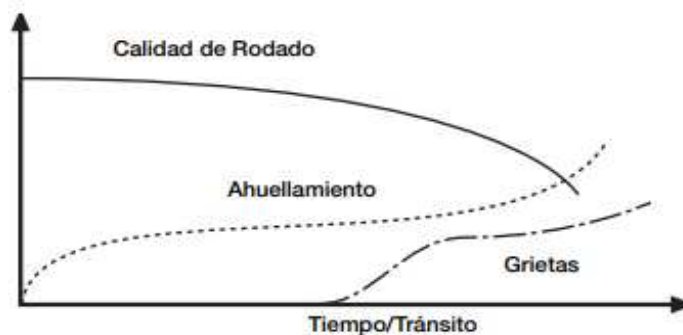 Calidad de Rodado
Ahuellamiento
Grietas
Tiempo/Tránsito